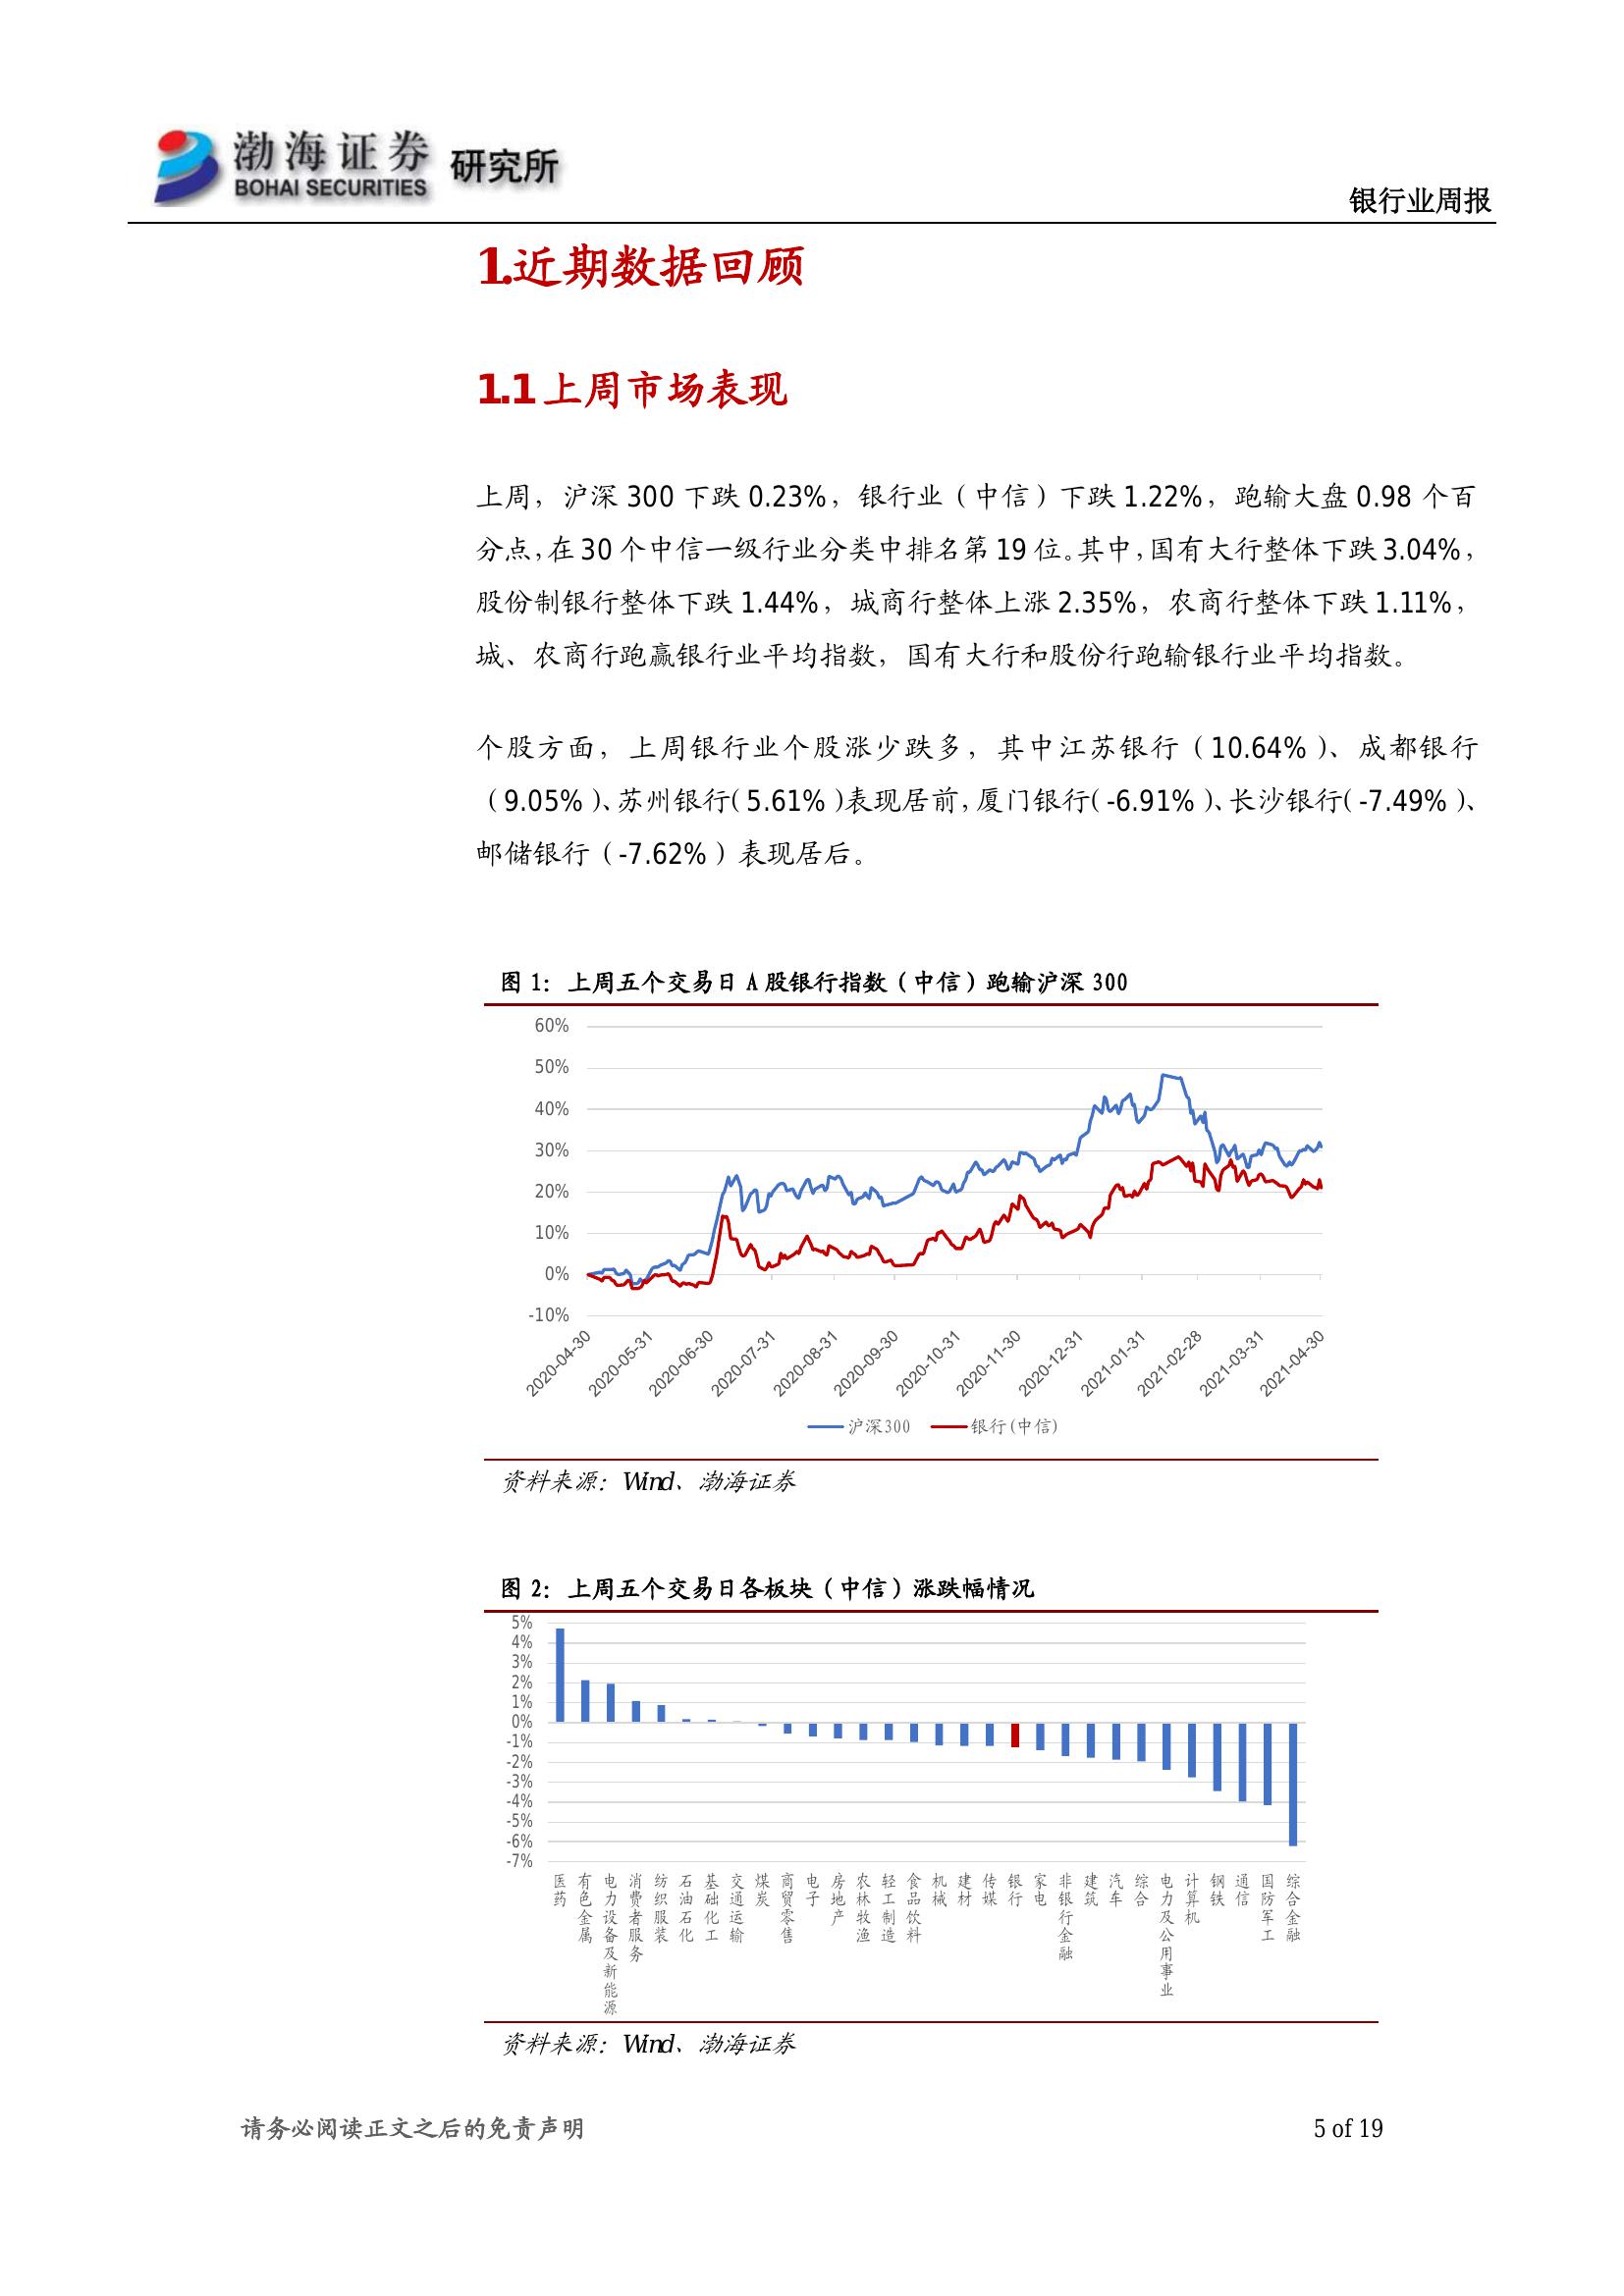 渤海证券 研究所
BOHAI SECURITIES
银行业周报
1.近期数据回顾
1.1 上周市场表现
上周，沪深 300 下跌 0.23%，银行业（中信）下跌 1.22%，跑输大盘 0.98 个百
分点，在 30 个中信一级行业分类中排名第 19 位。其中，国有大行整体下跌 3.04%，
股份制银行整体下跌 1.44%，城商行整体上涨 2.35%，农商行整体下跌 1.11%，
城、农商行跑赢银行业平均指数，国有大行和股份行跑输银行业平均指数。
个股方面，上周银行业个股涨少跌多，其中江苏银行（10.64%）、成都银行
（9.05%）、苏州银行（5.61%）表现居前，厦门银行（-6.91%）、长沙银行（-7.49%）、
邮储银行（-7.62%）表现居后。
图 1：上周五个交易日 A 股银行指数（中信）跑输沪深 300
60%
50%
40%
30%
20%
10%
0%
-10%
2020-04-30
2020-05-31
2020-06-30
2020-07-31
2020-08-31
2020-09-30
2020-10-31
2020-11-30
2020-12-31
2021-01-31
2021-02-28
2021-03-31
2021-04-30
沪深300 银行(中信)
资料来源：Wind、渤海证券
图 2：上周五个交易日各板块（中信）涨跌幅情况
5%
4%
3%
2%
1%
0%
-1%
-2%
-3%
-4%
-5%
-6%
-7%
医药
有色金属
电力设备及新能源
消费者服务
纺织服装
石油石化
基础化工
交通运输
煤炭
商贸零售
电子
房地产
农林牧渔
轻工制造
食品饮料
机械
建材
传媒
银行
家电
非银行金融
建筑
汽车
综合
电力及公用事业
计算机
钢铁
通信
国防军工
综合金融
资料来源：Wind、渤海证券
请务必阅读正文之后的免责声明
5 of 19